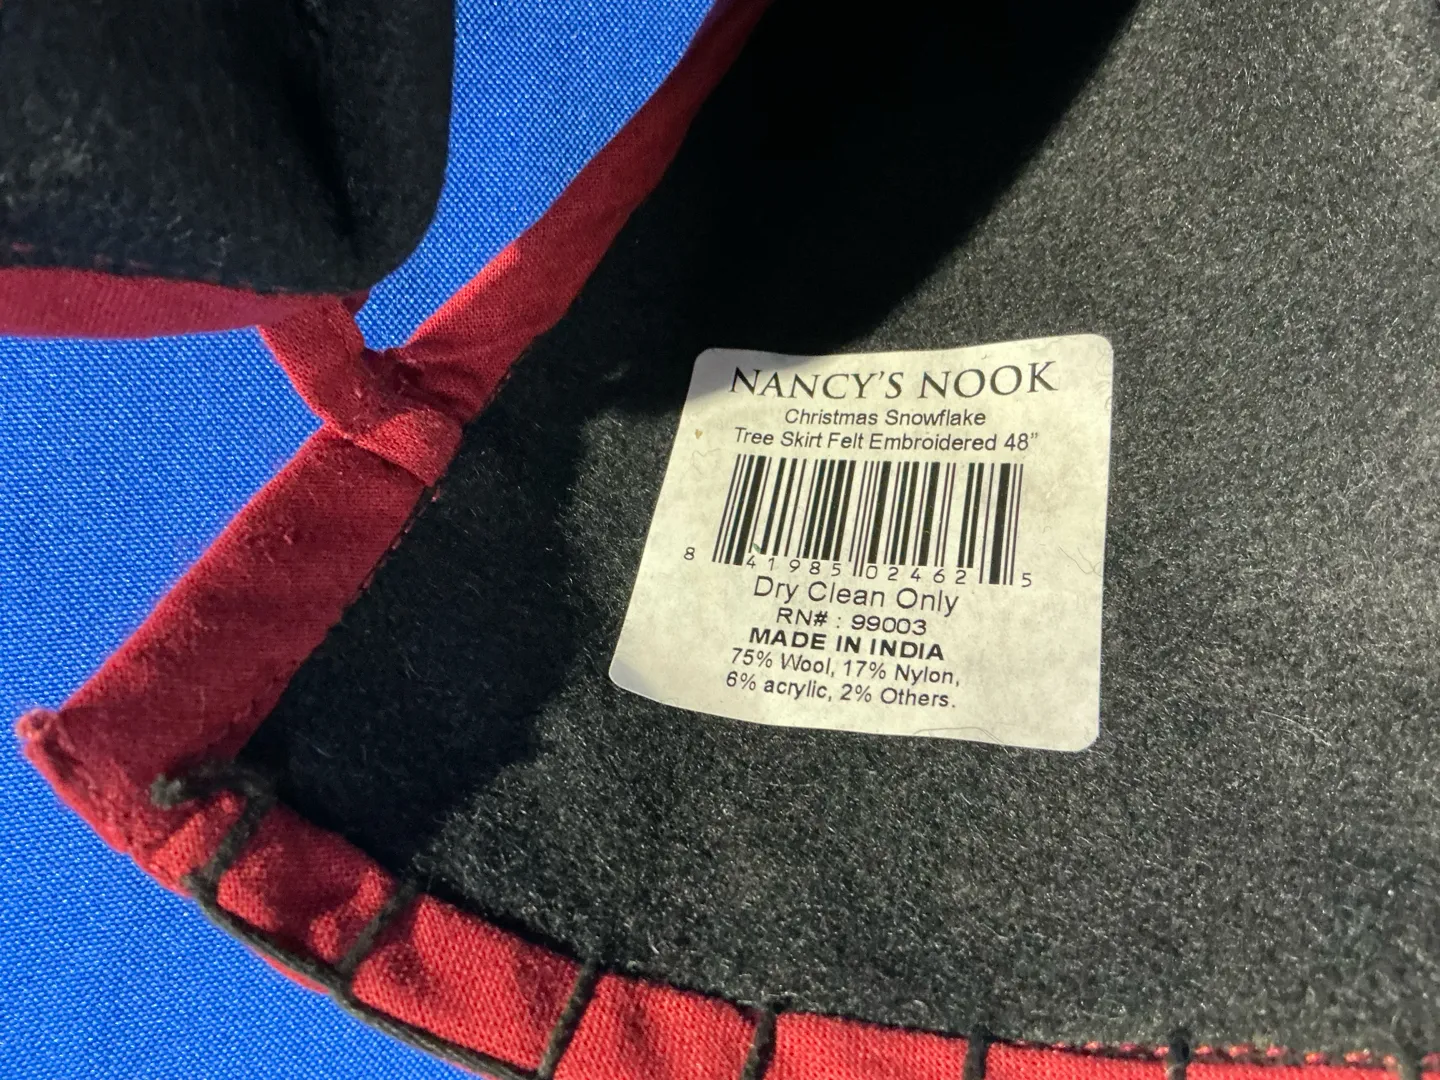 NANCY'S NOOK
Christmas Snowflake
Tree Skirt Felt Embroidered 48”
8 41985 02462 5
Dry Clean Only
RN# : 99003
MADE IN INDIA
75% Wool, 17% Nylon,
6% acrylic, 2% Others.